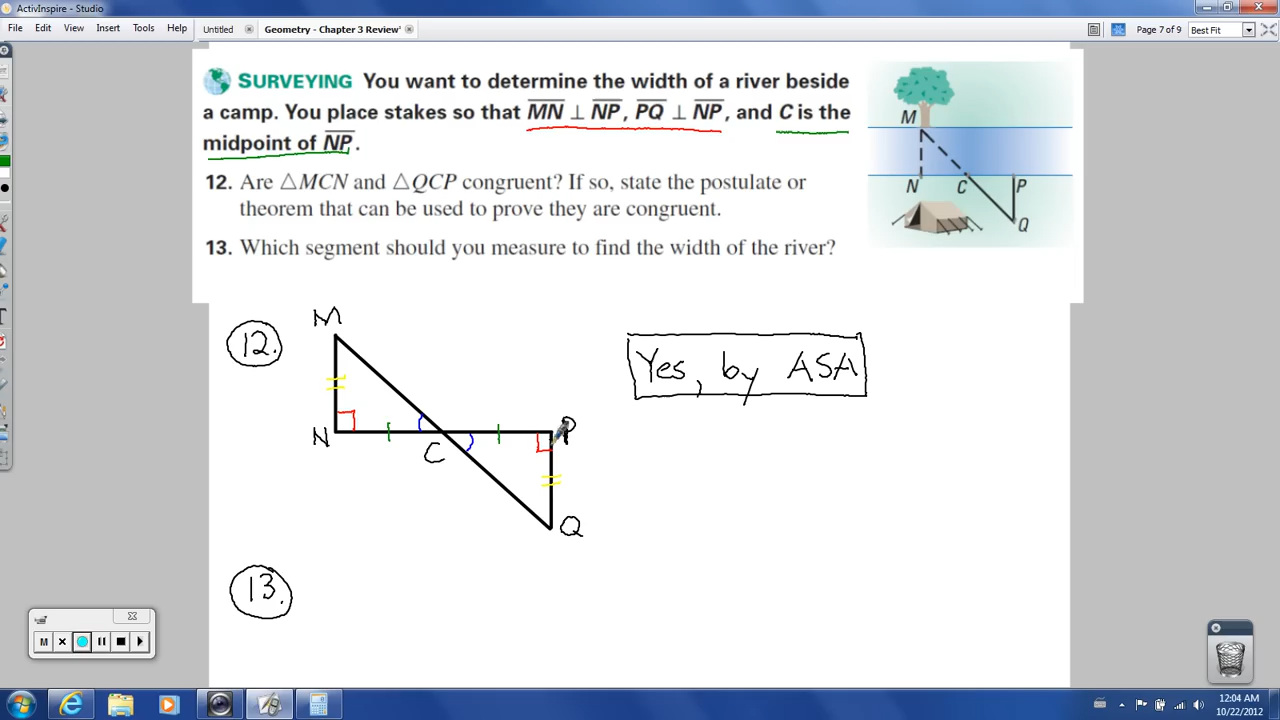 ActivInspire - Studio
File Edit View Insert Tools Help
Untitled
Geometry - Chapter 3 Review*
Page 7 of 9
Best Fit
SURVEYING You want to determine the width of a river beside
a camp. You place stakes so that MN ⊥ NP, PQ ⊥ NP, and C is the
midpoint of NP.
12. Are △MCN and △QCP congruent? If so, state the postulate or
theorem that can be used to prove they are congruent.
13. Which segment should you measure to find the width of the river?
M
N
C
P
Q
12.
M
N
C
P
Q
Yes, by ASA
13.
M
12:04 AM
10/22/2012